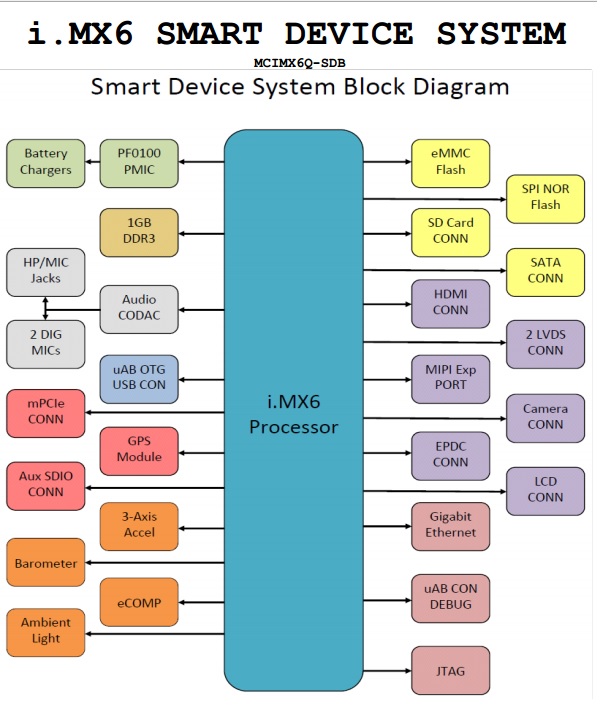 i.MX6 SMART DEVICE SYSTEM
MCIMX6Q-SDB
Smart Device System Block Diagram
Battery
Chargers
PF0100
PMIC
1GB
DDR3
HP/MIC
Jacks
Audio
CODAC
2 DIG
MICs
uAB OTG
USB CON
mPCIe
CONN
GPS
Module
Aux SDIO
CONN
3-Axis
Accel
Barometer
eCOMP
Ambient
Light
i.MX6
Processor
eMMC
Flash
SPI NOR
Flash
SD Card
CONN
SATA
CONN
HDMI
CONN
2 LVDS
CONN
MIPI Exp
PORT
Camera
CONN
EPDC
CONN
LCD
CONN
Gigabit
Ethernet
uAB CON
DEBUG
JTAG